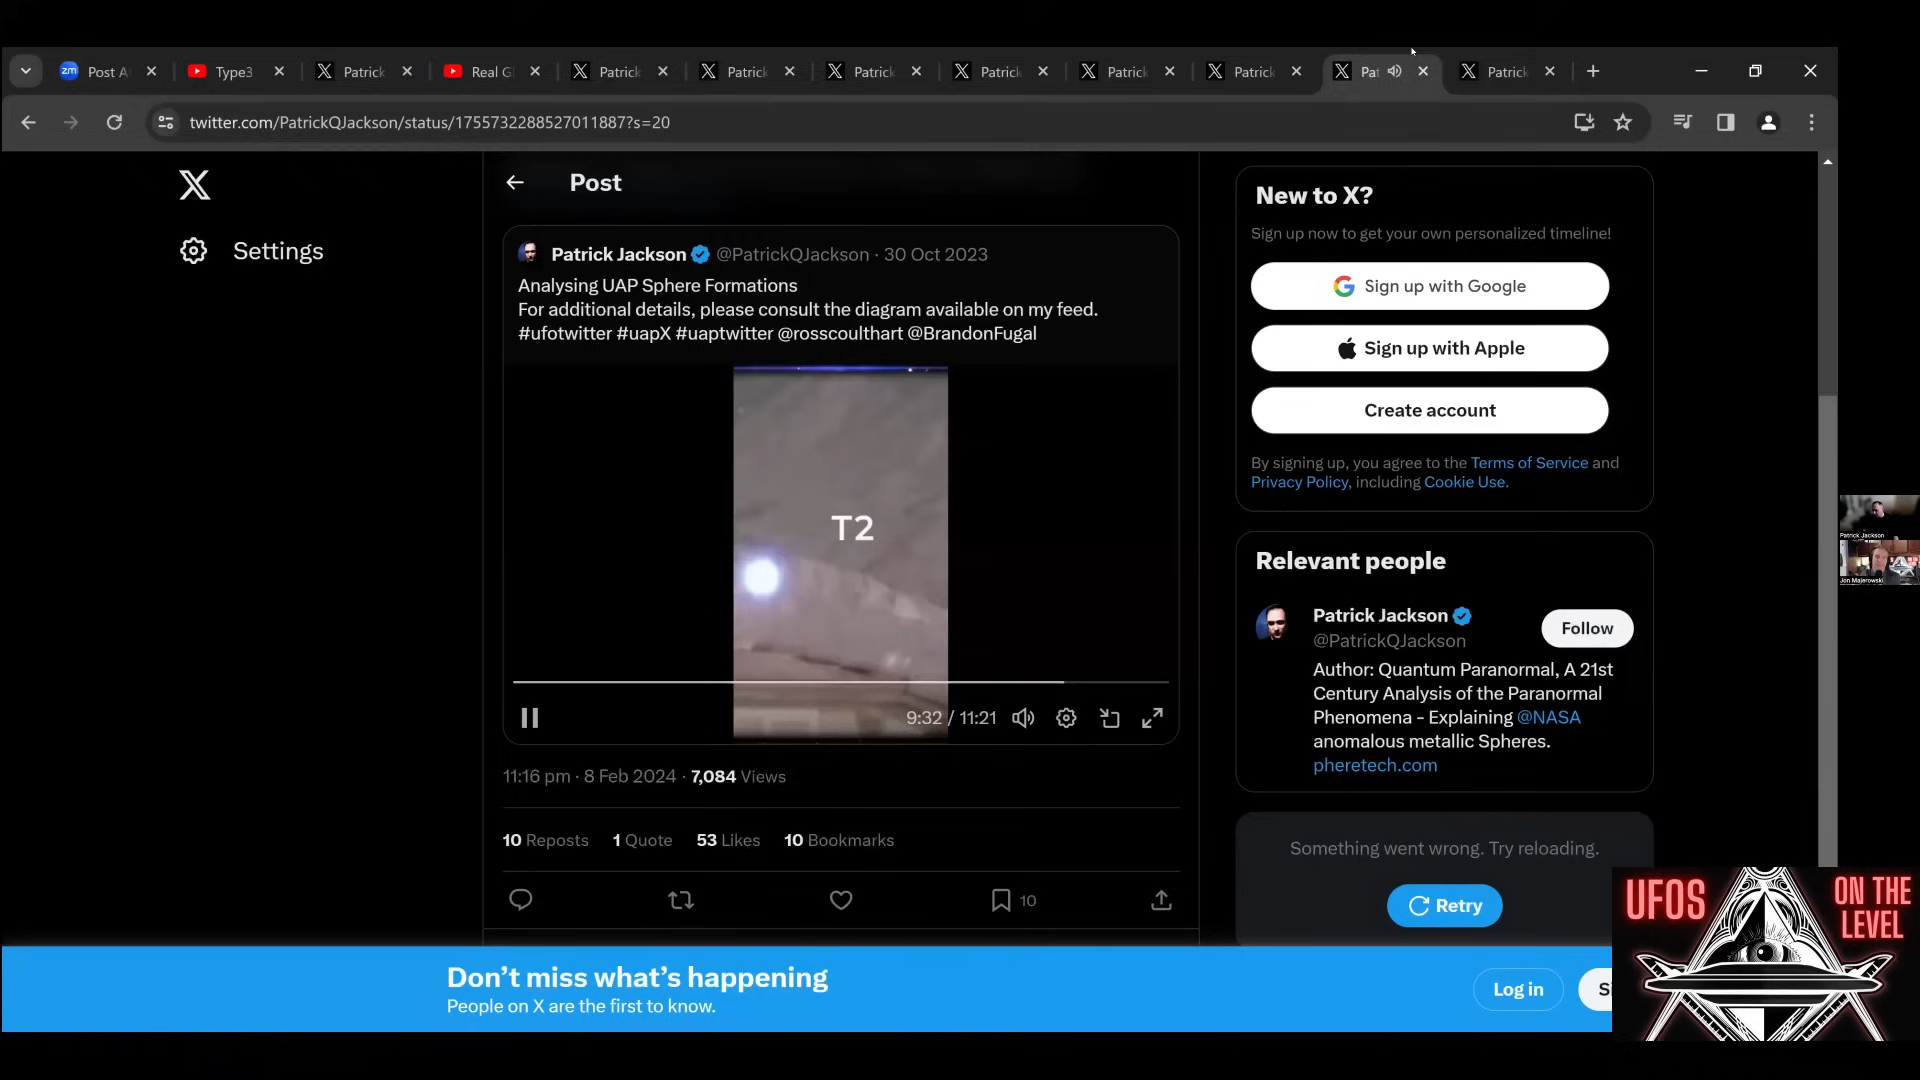 Post A
Type3
Patrick
Real G
Patrick
Patrick
Patrick
Patrick
Patrick
Patrick
Pat
Patrick
twitter.com/PatrickQJackson/status/1755732288527011887?s=20
Settings
Post
Patrick Jackson @PatrickQJackson · 30 Oct 2023
Analysing UAP Sphere Formations
For additional details, please consult the diagram available on my feed.
#ufotwitter #uapX #uaptwitter @rosscoulthart @BrandonFugal
T2
9:32 / 11:21
11:16 pm · 8 Feb 2024 · 7,084 Views
10 Reposts 1 Quote 53 Likes 10 Bookmarks
10
New to X?
Sign up now to get your own personalized timeline!
Sign up with Google
Sign up with Apple
Create account
By signing up, you agree to the Terms of Service and
Privacy Policy, including Cookie Use.
Relevant people
Patrick Jackson
@PatrickQJackson
Follow
Author: Quantum Paranormal, A 21st
Century Analysis of the Paranormal
Phenomena - Explaining @NASA
anomalous metallic Spheres.
pheretech.com
Something went wrong. Try reloading.
Retry
Patrick Jackson
Jon Majerowski
Don't miss what's happening
People on X are the first to know.
Log in
S
UFOS
ON THE
LEVEL